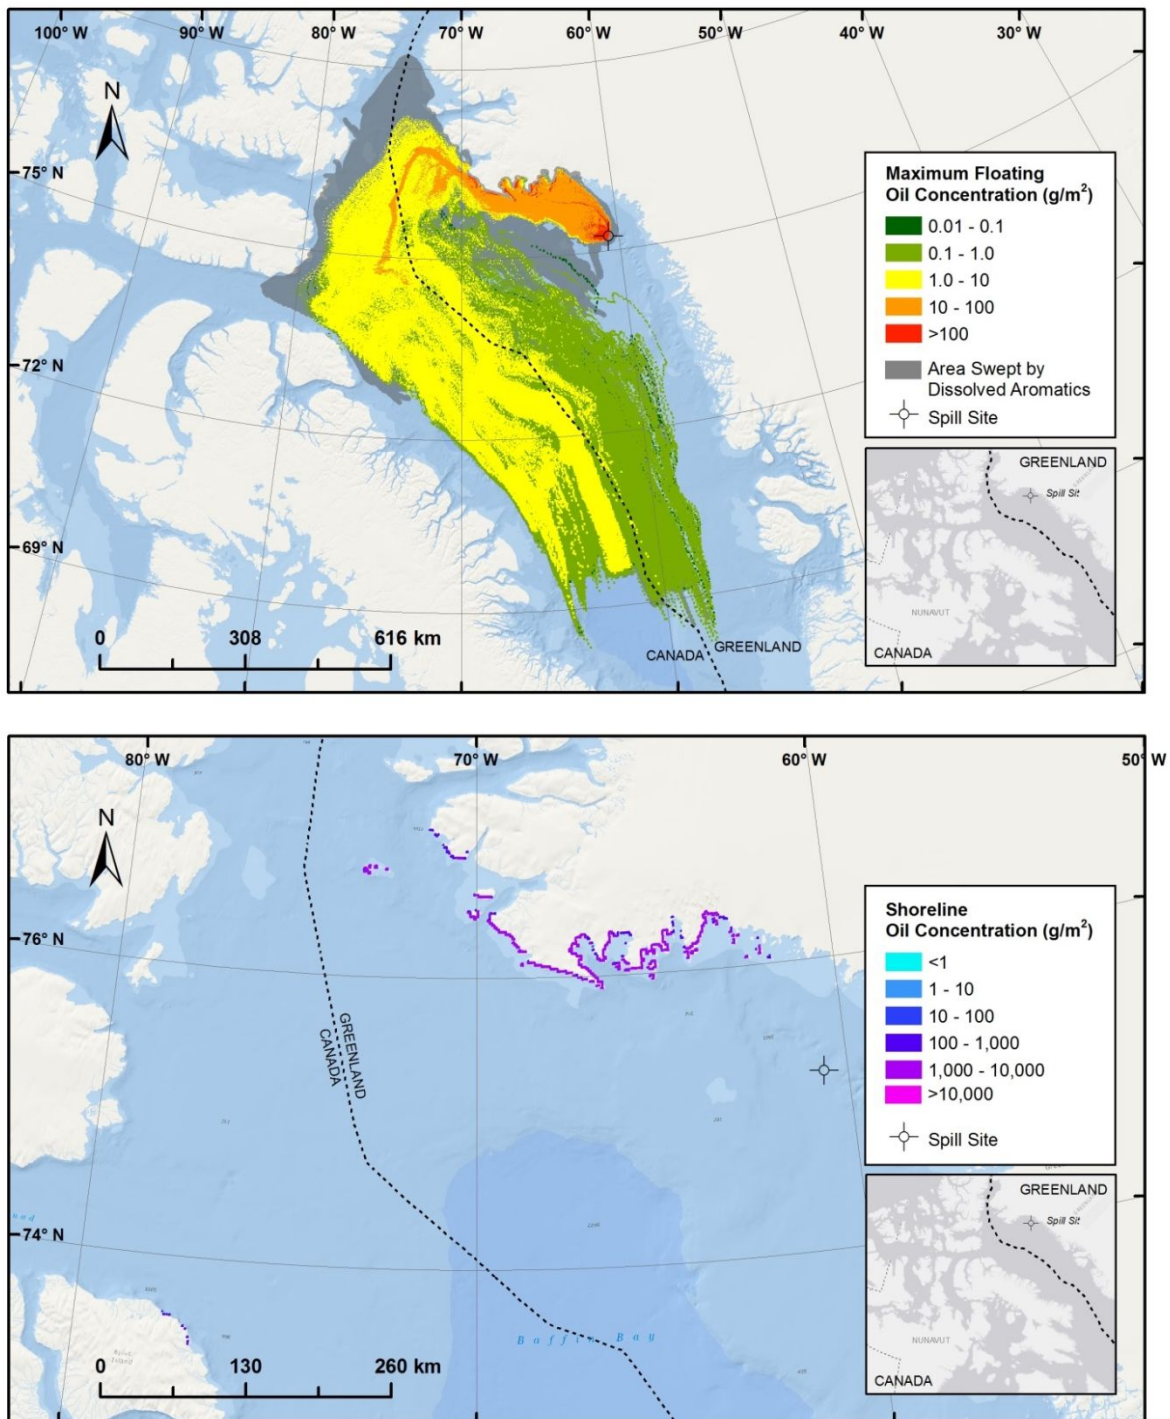 100° W
90° W
80° W
70° W
60° W
50° W
40° W
30° W
N
75° N
72° N
69° N
Maximum Floating
Oil Concentration (g/m²)
0.01 - 0.1
0.1 - 1.0
1.0 - 10
10 - 100
>100
Area Swept by
Dissolved Aromatics
Spill Site
GREENLAND
Spill Sit
NUNAVUT
CANADA
0 308 616 km
CANADA
GREENLAND
80° W
70° W
60° W
50° W
N
76° N
74° N
GREENLAND
CANADA
Shoreline
Oil Concentration (g/m²)
<1
1 - 10
10 - 100
100 - 1,000
1,000 - 10,000
>10,000
Spill Site
GREENLAND
Spill Sit
NUNAVUT
CANADA
Baffin Bay
0 130 260 km